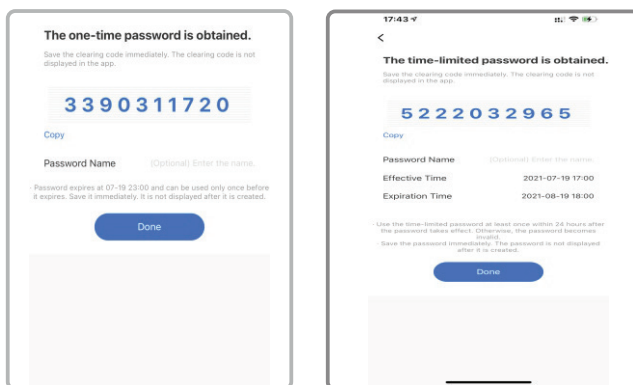 The one-time password is obtained.
Save the clearing code immediately. The clearing code is not
displayed in the app.
3390311720
Copy
Password Name (Optional) Enter the name.
- Password expires at 07-19 23:00 and can be used only once before
it expires. Save it immediately. It is not displayed after it is created.
Done
17:43
The time-limited password is obtained.
Save the clearing code immediately. The clearing code is not
displayed in the app.
5222032965
Copy
Password Name (Optional) Enter the name.
Effective Time 2021-07-19 17:00
Expiration Time 2021-08-19 18:00
- Use the time-limited password at least once within 24 hours after
the password takes effect. Otherwise, the password becomes
invalid.
- Save the password immediately. The password is not displayed
after it is created.
Done